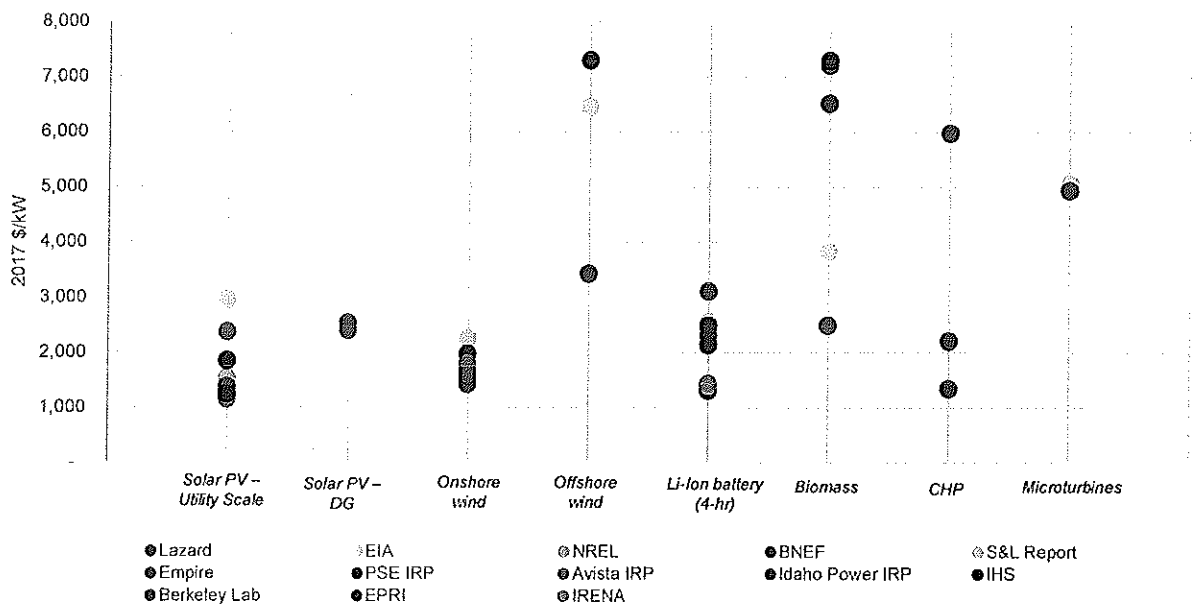 8,000
7,000
6,000
5,000
4,000
3,000
2,000
1,000
-
2017 $/kW
Solar PV –
Utility Scale
Solar PV –
DG
Onshore
wind
Offshore
wind
Li-Ion battery
(4-hr)
Biomass
CHP
Microturbines
Lazard
EIA
NREL
BNEF
S&L Report
Empire
PSE IRP
Avista IRP
Idaho Power IRP
IHS
Berkeley Lab
EPRI
IRENA